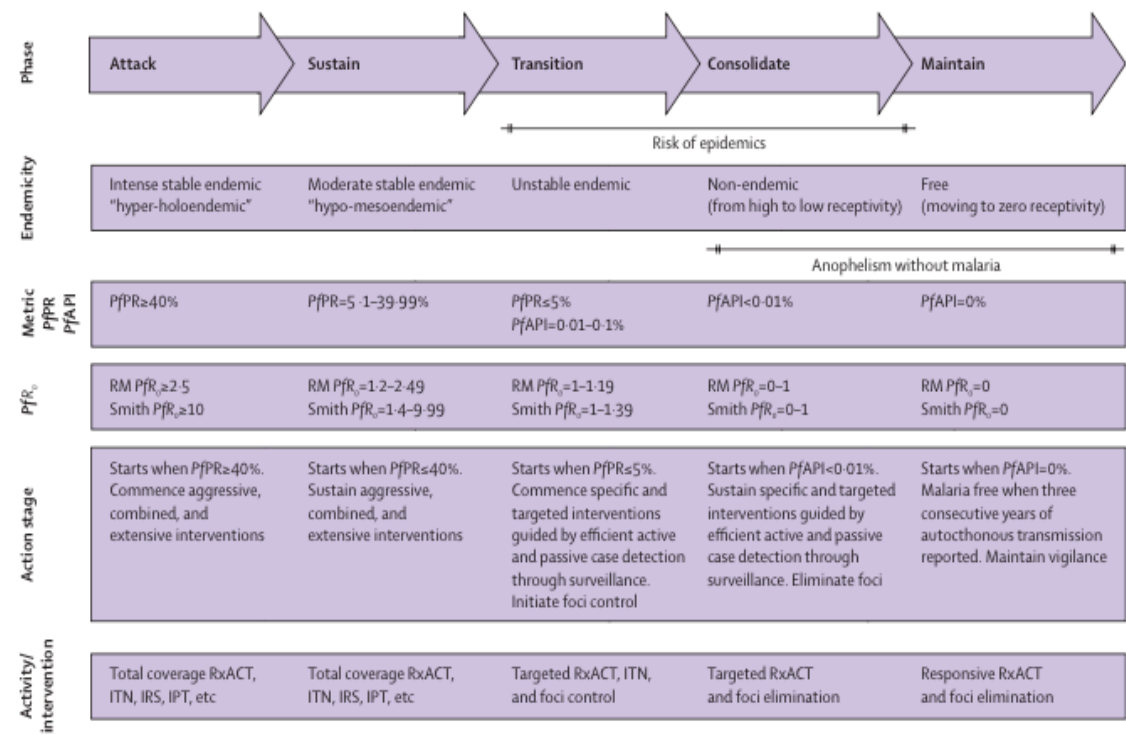 Phase
Attack
Sustain
Transition
Consolidate
Maintain
Risk of epidemics
Endemicity
Intense stable endemic
"hyper-holoendemic"
Moderate stable endemic
"hypo-mesoendemic"
Unstable endemic
Non-endemic
(from high to low receptivity)
Free
(moving to zero receptivity)
Anophelism without malaria
Metric
PfPR
PfAPI
PfPR≥40%
PfPR=5·1–39·99%
PfPR≤5%
PfAPI=0·01–0·1%
PfAPI<0·01%
PfAPI=0%
PfR₀
RM PfR₀≥2·5
Smith PfR₀≥10
RM PfR₀=1·2–2·49
Smith PfR₀=1·4–9·99
RM PfR₀=1–1·19
Smith PfR₀=1–1·39
RM PfR₀=0–1
Smith PfR₀=0–1
RM PfR₀=0
Smith PfR₀=0
Action stage
Starts when PfPR≥40%.
Commence aggressive,
combined, and
extensive interventions
Starts when PfPR≤40%.
Sustain aggressive,
combined, and
extensive interventions
Starts when PfPR≤5%.
Commence specific and
targeted interventions
guided by efficient active
and passive case detection
through surveillance.
Initiate foci control
Starts when PfAPI<0·01%.
Sustain specific and targeted
interventions guided by
efficient active and passive
case detection through
surveillance. Eliminate foci
Starts when PfAPI=0%.
Malaria free when three
consecutive years of
autocthonous transmission
reported. Maintain vigilance
Activity/
intervention
Total coverage RxACT,
ITN, IRS, IPT, etc
Total coverage RxACT,
ITN, IRS, IPT, etc
Targeted RxACT, ITN,
and foci control
Targeted RxACT
and foci elimination
Responsive RxACT
and foci elimination